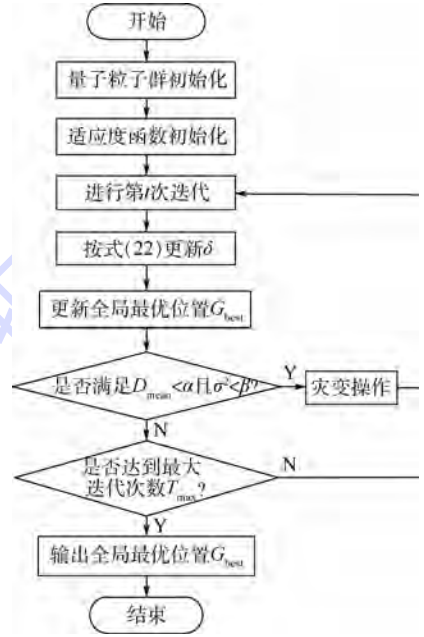 开始
量子粒子群初始化
适应度函数初始化
进行第t次迭代
按式(22)更新δ
更新全局最优位置G_best
是否满足D_mean<α且σ²<β?
Y
灾变操作
N
是否达到最大
迭代次数T_max?
N
Y
输出全局最优位置G_best
结束